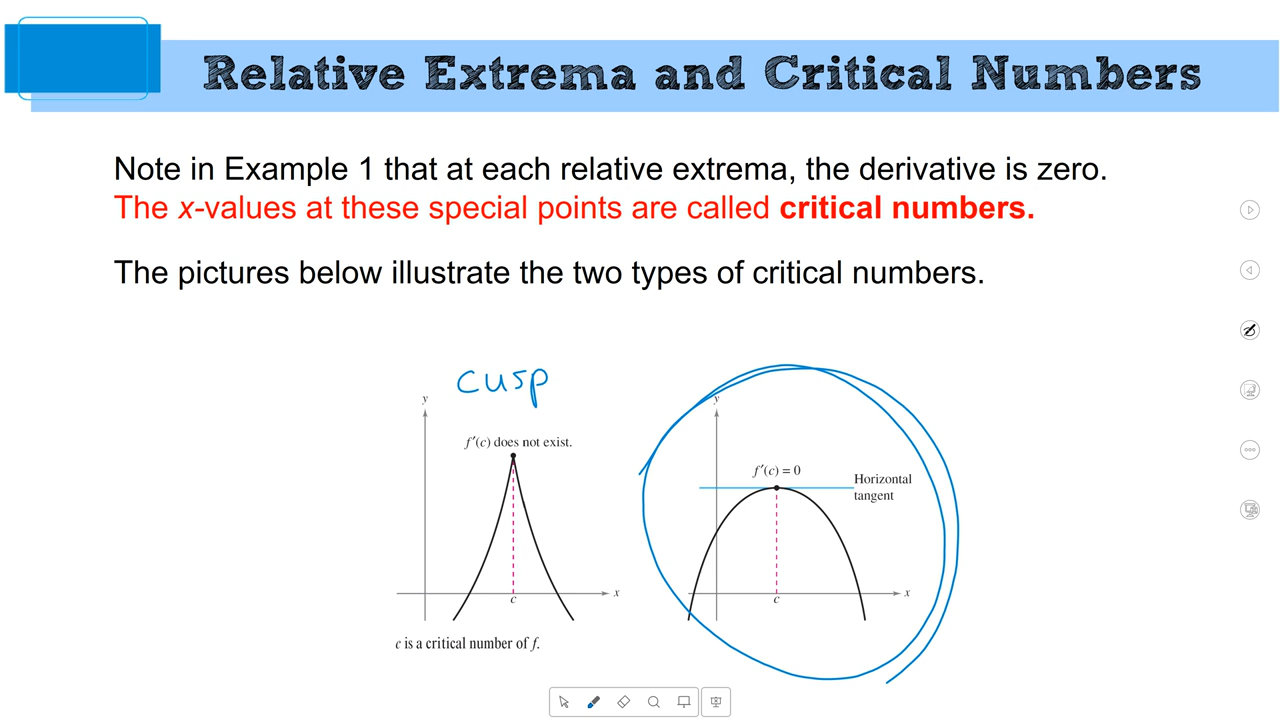 Relative Extrema and Critical Numbers
Note in Example 1 that at each relative extrema, the derivative is zero.
The x-values at these special points are called critical numbers.
The pictures below illustrate the two types of critical numbers.
cusp
y
f′(c) does not exist.
c
x
c is a critical number of f.
y
f′(c) = 0
Horizontal
tangent
c
x